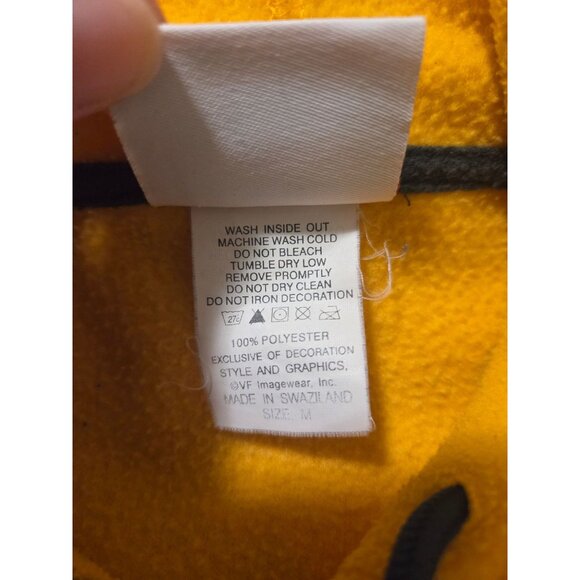 WASH INSIDE OUT
MACHINE WASH COLD
DO NOT BLEACH
TUMBLE DRY LOW
REMOVE PROMPTLY
DO NOT DRY CLEAN
DO NOT IRON DECORATION
100% POLYESTER
EXCLUSIVE OF DECORATION
STYLE AND GRAPHICS.
©VF Imagewear, Inc.
MADE IN SWAZILAND
SIZE: M